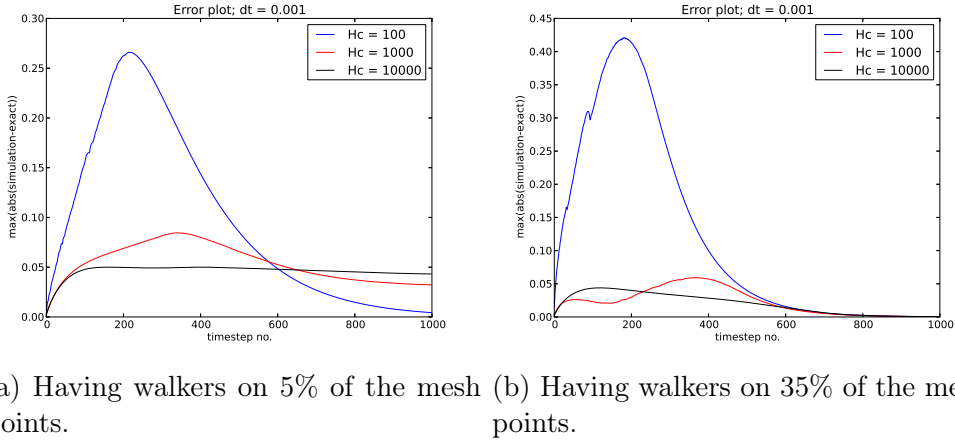 Error plot; dt = 0.001
max(abs(simulation-exact))
0.30
0.25
0.20
0.15
0.10
0.05
0.00
0 200 400 600 800 1000
timestep no.
Hc = 100
Hc = 1000
Hc = 10000
Error plot; dt = 0.001
max(abs(simulation-exact))
0.45
0.40
0.35
0.30
0.25
0.20
0.15
0.10
0.05
0.00
0 200 400 600 800 1000
timestep no.
Hc = 100
Hc = 1000
Hc = 10000
a) Having walkers on 5% of the mesh
oints.
(b) Having walkers on 35% of the me
points.